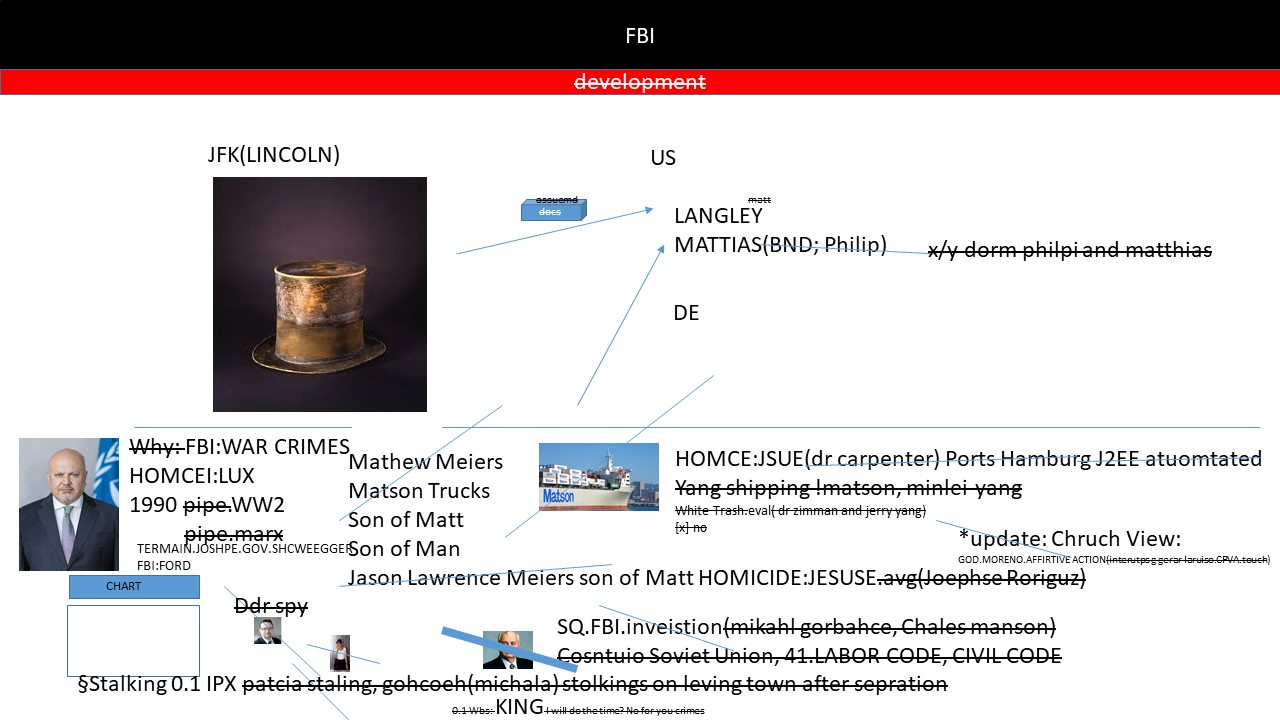 FBI
development
JFK(LINCOLN)
US
assuemd
docs
matt
LANGLEY
MATTIAS(BND; Philip)
x/y dorm philpi and matthias
DE
Why: FBI:WAR CRIMES
HOMCEI:LUX
1990 pipe.WW2
pipe.marx
TERMAIN.JOSHPE.GOV.SHCWEEGGER
FBI:FORD
CHART
Mathew Meiers
Matson Trucks
Son of Matt
Son of Man
Jason Lawrence Meiers son of Matt HOMICIDE:JESUSE.avg(Joephse Roriguz)
Matson
HOMCE:JSUE(dr carpenter) Ports Hamburg J2EE atuomtated
Yang shipping !matson, minlei yang
White Trash.eval( dr zimman and jerry yang)
[x] no
*update: Chruch View:
GOD.MORENO.AFFIRTIVE ACTION(interutps g gerar laruiso.CPVA.touch)
Ddr spy
SQ.FBI.inveistion(mikahl gorbahce, Chales manson)
Cosntuio Soviet Union, 41.LABOR CODE, CIVIL CODE
§Stalking 0.1 IPX patcia staling, gohcoeh(michala) stolkings on leving town after sepration
0.1 Wbs: KING I will do the time? No for you crimes